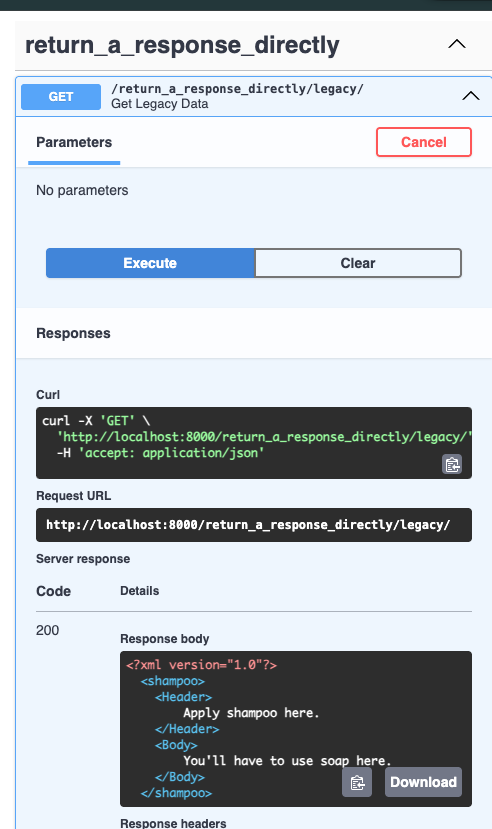 return_a_response_directly
GET
/return_a_response_directly/legacy/
Get Legacy Data
Parameters
Cancel
No parameters
Execute
Clear
Responses
Curl
curl -X 'GET' \
  'http://localhost:8000/return_a_response_directly/legacy/'
  -H 'accept: application/json'
Request URL
http://localhost:8000/return_a_response_directly/legacy/
Server response
Code
Details
200
Response body
<?xml version="1.0"?>
  <shampoo>
    <Header>
        Apply shampoo here.
    </Header>
    <Body>
        You'll have to use soap here.
    </Body>
  </shampoo>
Download
Response headers